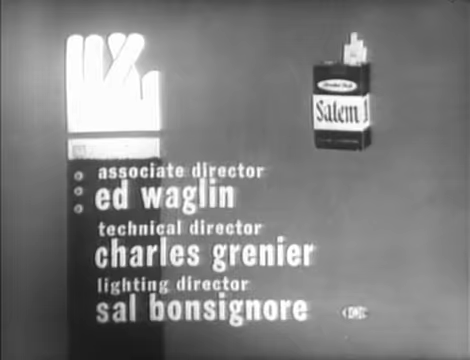 Salem
associate director
ed waglin
technical director
charles grenier
lighting director
sal bonsignore